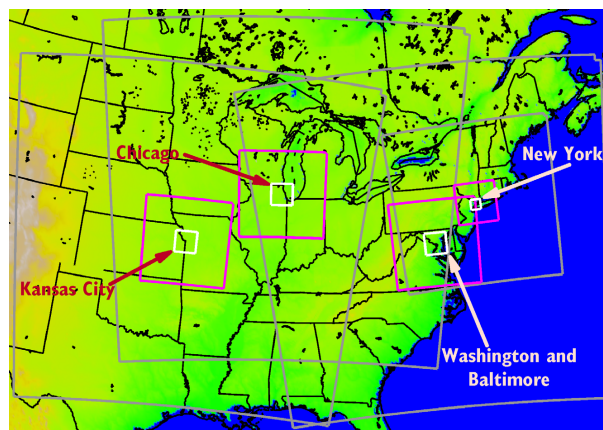 Chicago
New York
Kansas City
Washington and
Baltimore